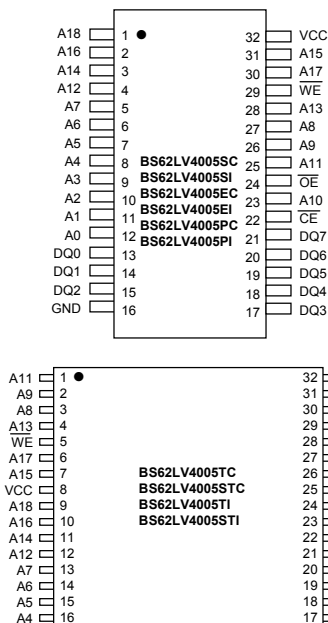 A18 1 32 VCC
A16 2 31 A15
A14 3 30 A17
A12 4 29 WE
A7 5 28 A13
A6 6 27 A8
A5 7 26 A9
A4 8 BS62LV4005SC 25 A11
A3 9 BS62LV4005SI 24 OE
A2 10 BS62LV4005EC 23 A10
A1 11 BS62LV4005EI 22 CE
A0 12 BS62LV4005PC 21 DQ7
DQ0 13 BS62LV4005PI 20 DQ6
DQ1 14 19 DQ5
DQ2 15 18 DQ4
GND 16 17 DQ3
A11 1 32
A9 2 31
A8 3 30
A13 4 29
WE 5 28
A17 6 27
A15 7 BS62LV4005TC 26
VCC 8 BS62LV4005STC 25
A18 9 BS62LV4005TI 24
A16 10 BS62LV4005STI 23
A14 11 22
A12 12 21
A7 13 20
A6 14 19
A5 15 18
A4 16 17